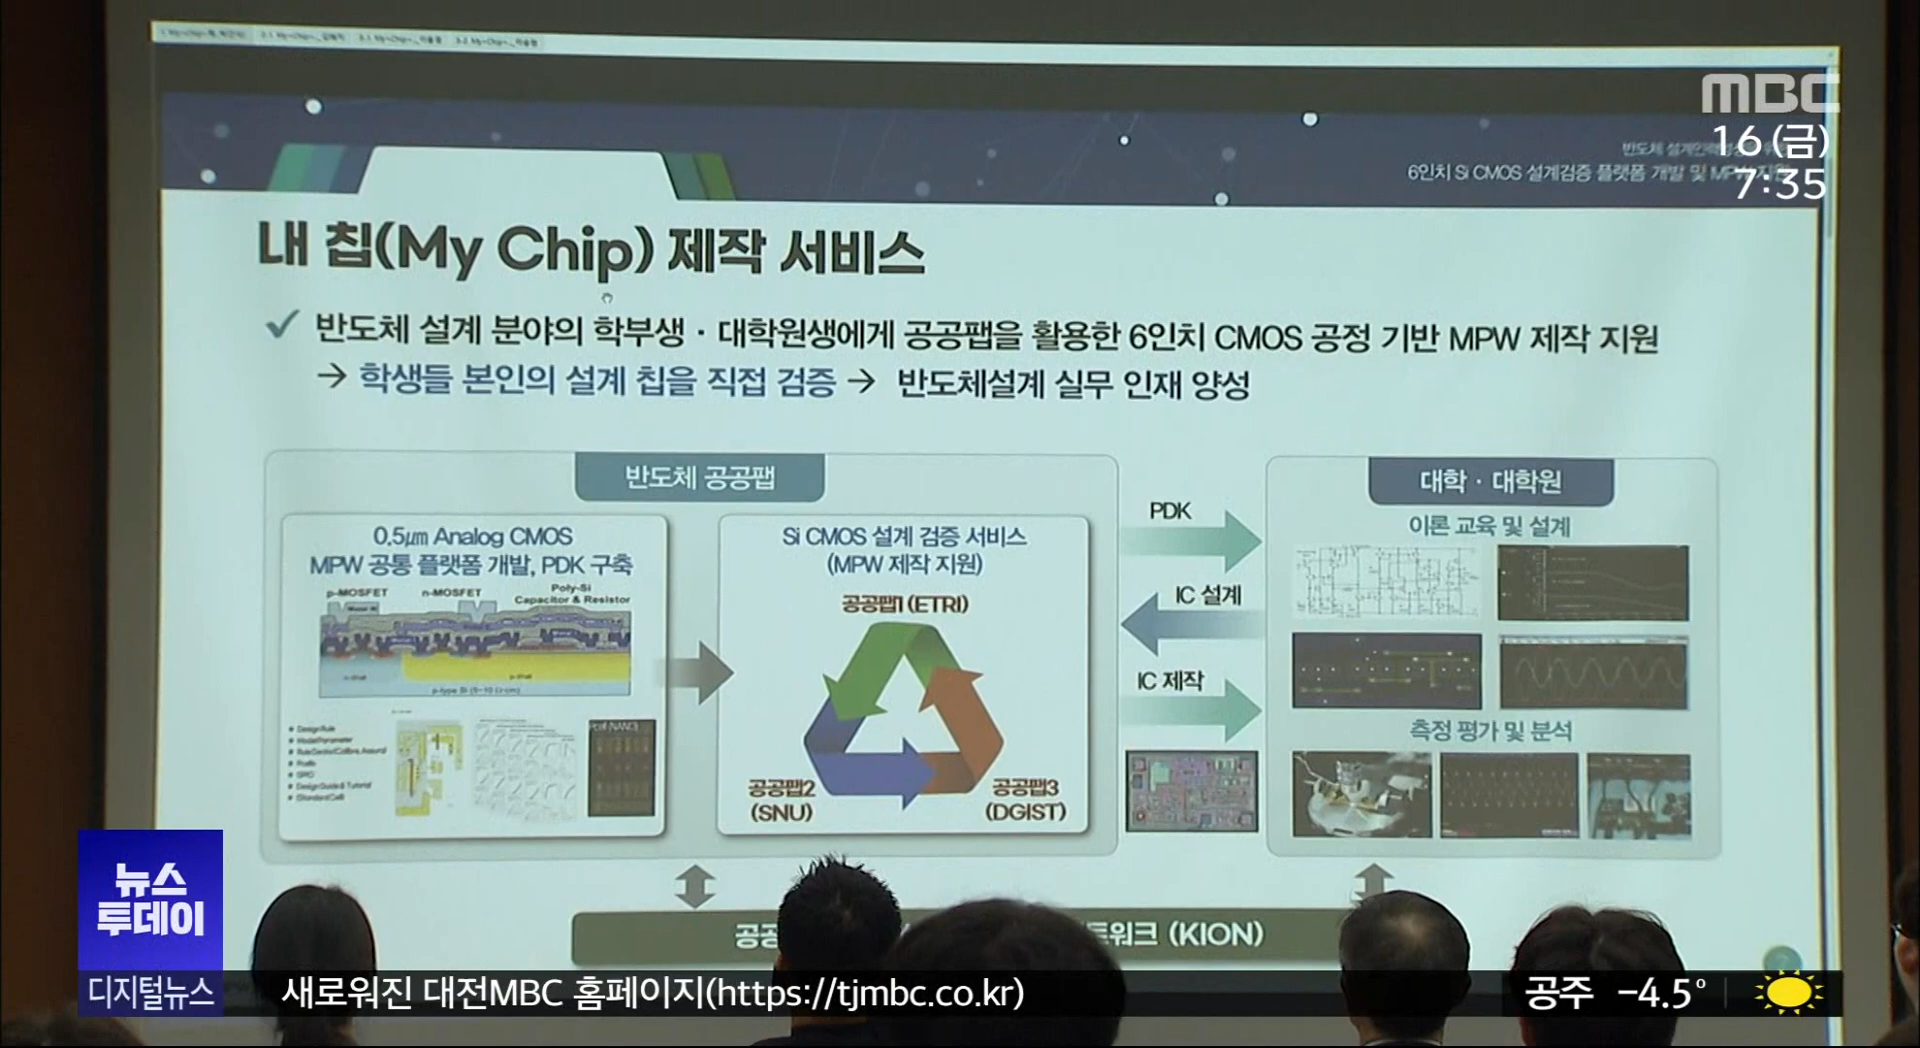 MBC
16(금)
7:35
6인치 Si CMOS 설계검증 플랫폼 개발 및 MPW 지원
내 칩(My Chip) 제작 서비스
반도체 설계 분야의 학부생 · 대학원생에게 공공팹을 활용한 6인치 CMOS 공정 기반 MPW 제작 지원
→ 학생들 본인의 설계 칩을 직접 검증 → 반도체설계 실무 인재 양성
반도체 공공팹
0.5㎛ Analog CMOS
MPW 공통 플랫폼 개발, PDK 구축
p-MOSFET
n-MOSFET
Poly-Si
Capacitor & Resistor
Si CMOS 설계 검증 서비스
(MPW 제작 지원)
공공팹1 (ETRI)
공공팹2
(SNU)
공공팹3
(DGIST)
PDK
IC 설계
IC 제작
대학 · 대학원
이론 교육 및 설계
측정 평가 및 분석
(KION)
뉴스
투데이
디지털뉴스
새로워진 대전MBC 홈페이지(https://tjmbc.co.kr)
공주 -4.5°